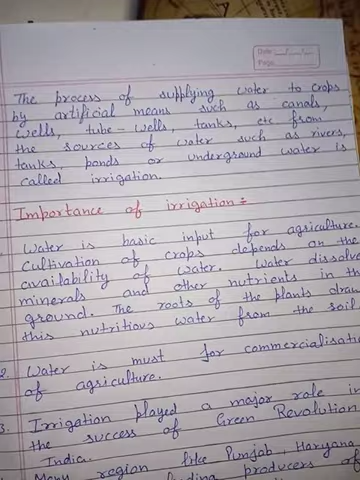 Date: __/__/__
Page
The process of supplying water to crops
by artificial means such as canals,
wells, tube-wells, tanks, etc from
the sources of water such as rivers,
tanks, ponds or underground water is
called irrigation.
Importance of irrigation:-
Water is basic input for agriculture.
Cultivation of crops depends on the
availability of water. Water dissolve
minerals and other nutrients in the
ground. The roots of the plants draw
this nutritious water from the soil
2. Water is must for commercialisati
of agriculture.
3. Irrigation played a major role in
the success of Green Revolution
India.
Many region like Punjab, Haryana
producers of